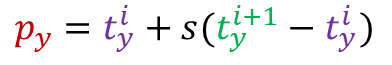 $p_y = t_y^i + s(t_y^{i+1} - t_y^i)$